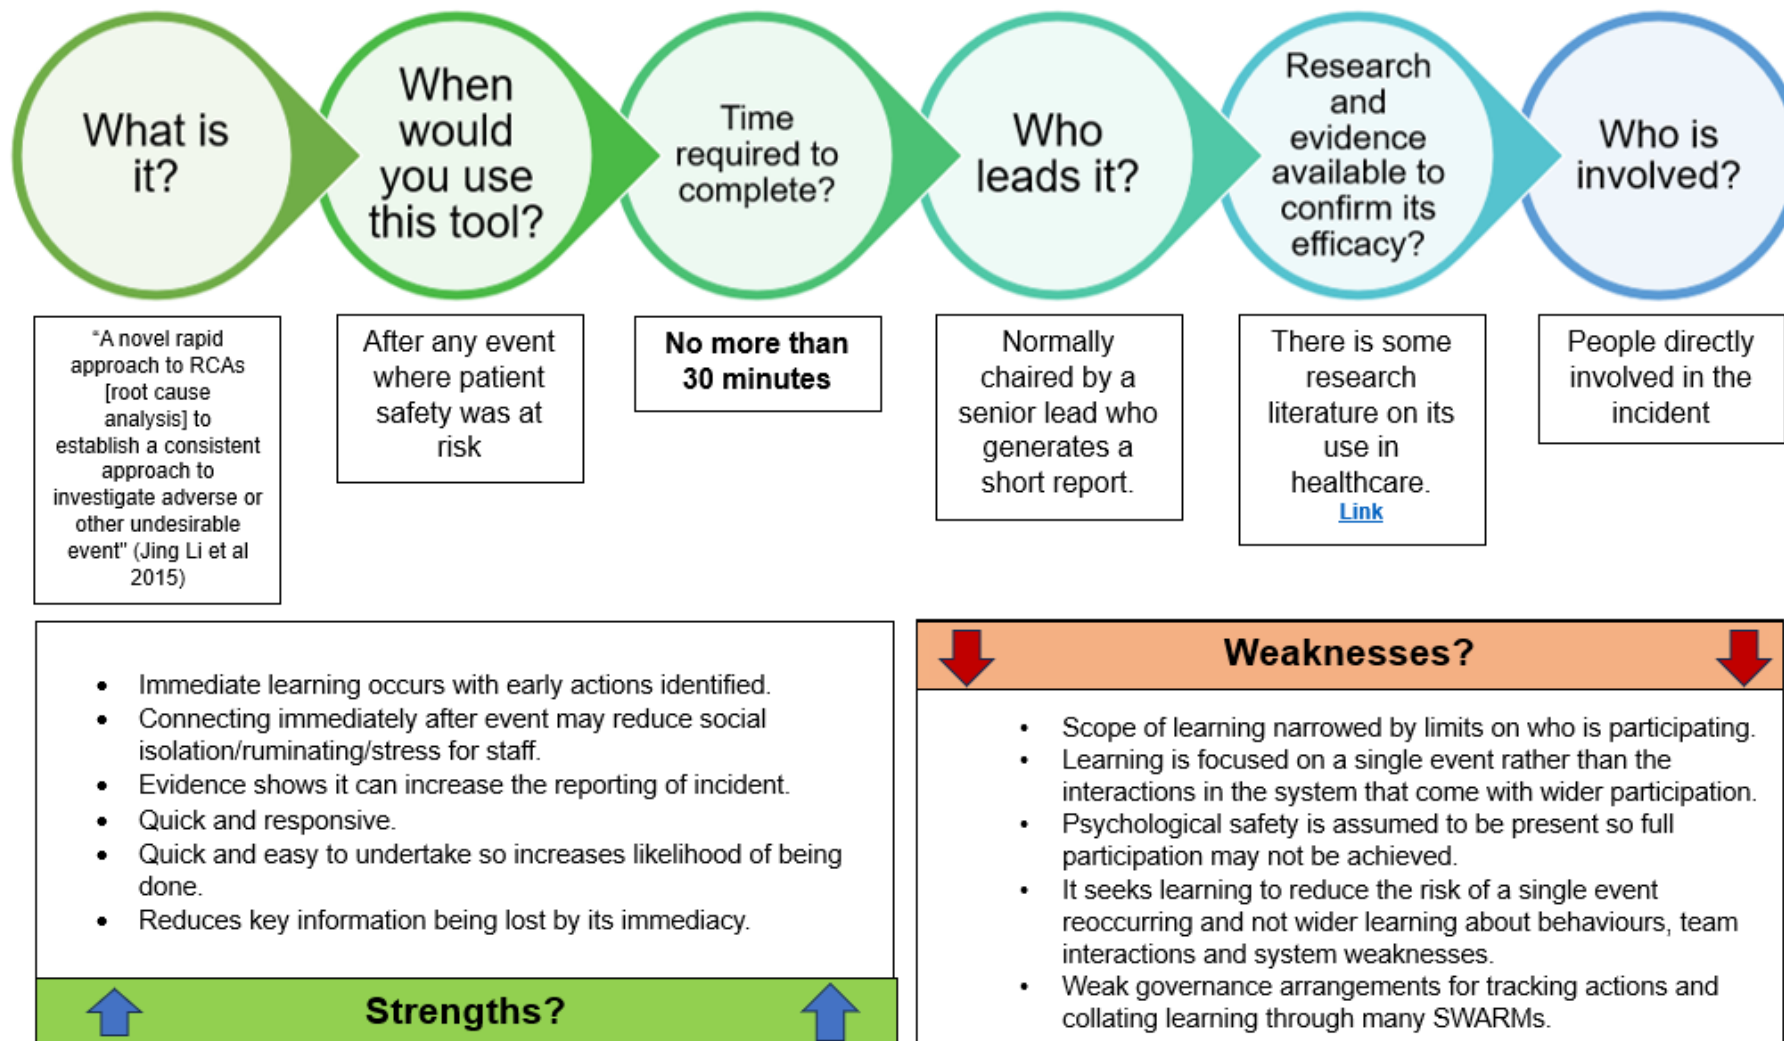 What is
it?
When
would
you use
this tool?
Time
required to
complete?
Who
leads it?
Research
and
evidence
available to
confirm its
efficacy?
Who is
involved?
“A novel rapid
approach to RCAs
[root cause
analysis] to
establish a consistent
approach to
investigate adverse or
other undesirable
event" (Jing Li et al
2015)
After any event
where patient
safety was at
risk
No more than
30 minutes
Normally
chaired by a
senior lead who
generates a
short report.
There is some
research
literature on its
use in
healthcare.
Link
People directly
involved in the
incident
• Immediate learning occurs with early actions identified.
• Connecting immediately after event may reduce social
isolation/ruminating/stress for staff.
• Evidence shows it can increase the reporting of incident.
• Quick and responsive.
• Quick and easy to undertake so increases likelihood of being
done.
• Reduces key information being lost by its immediacy.
Strengths?
Weaknesses?
• Scope of learning narrowed by limits on who is participating.
• Learning is focused on a single event rather than the
interactions in the system that come with wider participation.
• Psychological safety is assumed to be present so full
participation may not be achieved.
• It seeks learning to reduce the risk of a single event
reoccurring and not wider learning about behaviours, team
interactions and system weaknesses.
• Weak governance arrangements for tracking actions and
collating learning through many SWARMs.